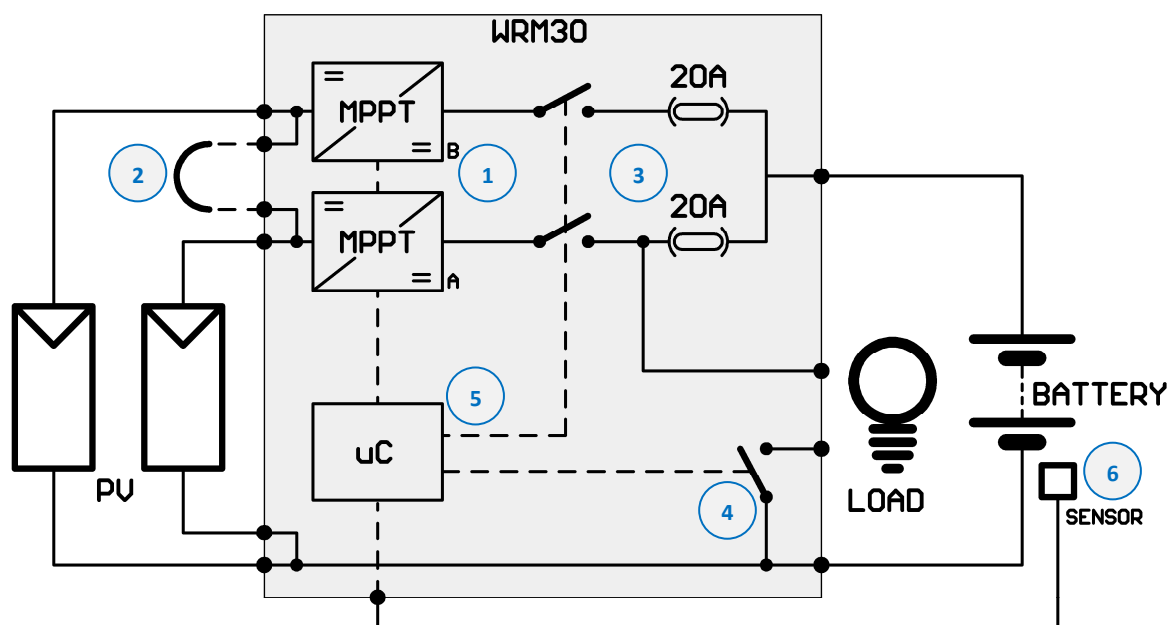 WRM30
20A
MPPT
B
2
1
3
20A
MPPT
A
5
BATTERY
uC
6
PV
4
LOAD
SENSOR